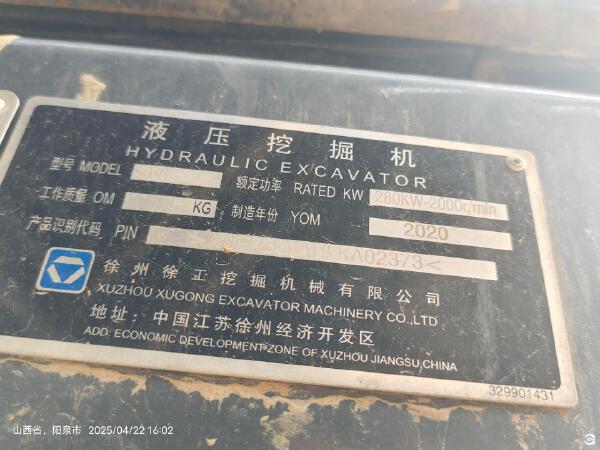 液压挖掘机
HYDRAULIC EXCAVATOR
型号 MODEL 额定功率 RATED KW 280KW-2000r/min
工作质量 OM KG 制造年份 YOM 2020
产品识别代码 PIN KA02373<
徐州徐工挖掘机械有限公司
XUZHOU XUGONG EXCAVATOR MACHINERY CO.,LTD
地址：中国江苏徐州经济开发区
ADD ECONOMIC DEVELOPMENT ZONE OF XUZHOU JIANGSU,CHINA
329901431
山西省，阳泉市 2025/04/22 16:02